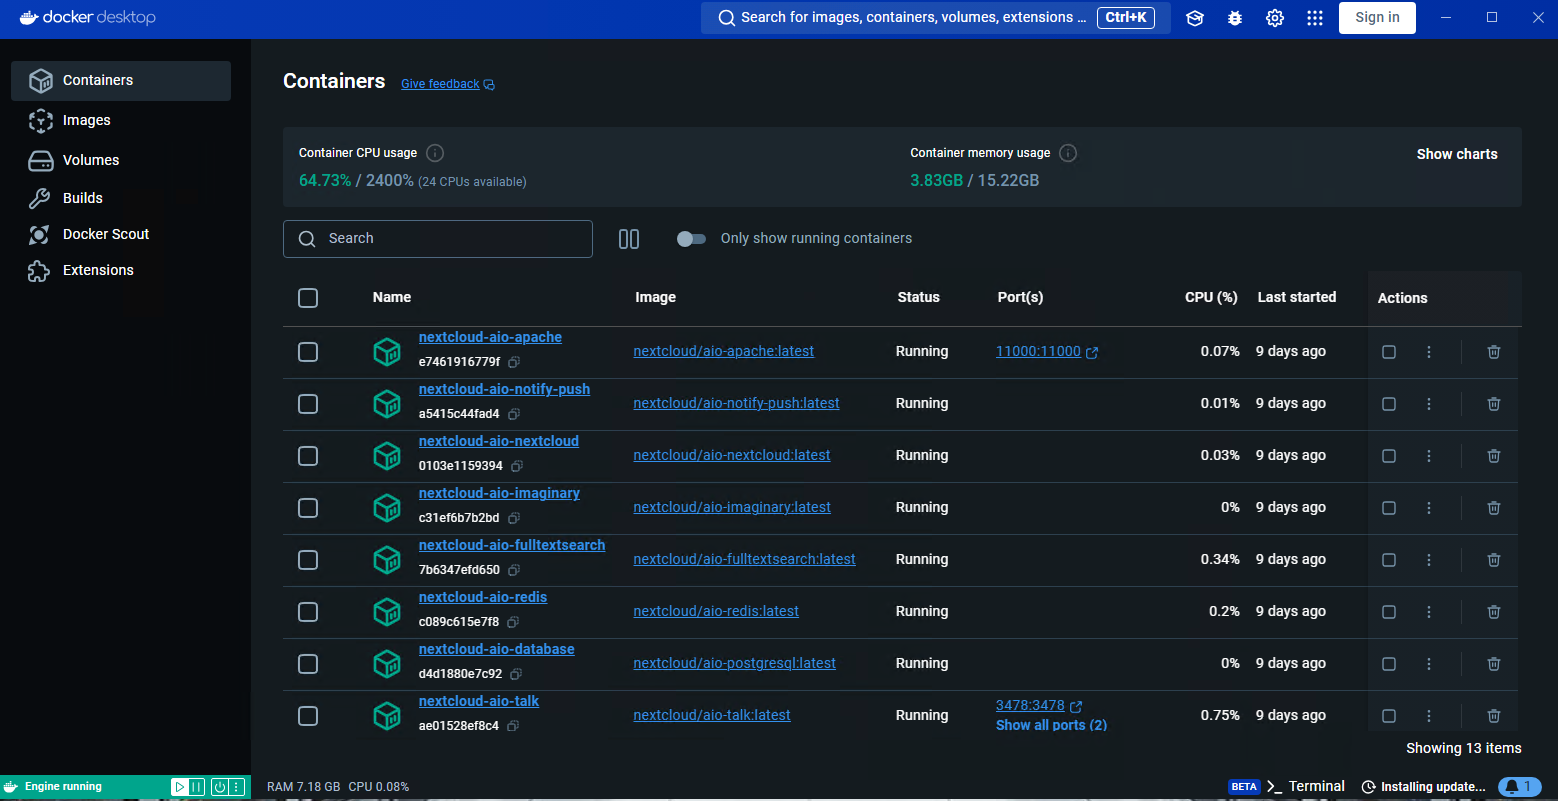 docker desktop
Search for images, containers, volumes, extensions ... Ctrl+K
Sign in
Containers
Images
Volumes
Builds
Docker Scout
Extensions
Containers Give feedback
Container CPU usage
64.73% / 2400% (24 CPUs available)
Container memory usage
3.83GB / 15.22GB
Show charts
Search
Only show running containers
Name Image Status Port(s) CPU (%) Last started Actions
nextcloud-aio-apache
e7461916779f
nextcloud/aio-apache:latest Running 11000:11000 0.07% 9 days ago
nextcloud-aio-notify-push
a5415c44fad4
nextcloud/aio-notify-push:latest Running 0.01% 9 days ago
nextcloud-aio-nextcloud
0103e1159394
nextcloud/aio-nextcloud:latest Running 0.03% 9 days ago
nextcloud-aio-imaginary
c31ef6b7b2bd
nextcloud/aio-imaginary:latest Running 0% 9 days ago
nextcloud-aio-fulltextsearch
7b6347efd650
nextcloud/aio-fulltextsearch:latest Running 0.34% 9 days ago
nextcloud-aio-redis
c089c615e7f8
nextcloud/aio-redis:latest Running 0.2% 9 days ago
nextcloud-aio-database
d4d1880e7c92
nextcloud/aio-postgresql:latest Running 0% 9 days ago
nextcloud-aio-talk
ae01528ef8c4
nextcloud/aio-talk:latest Running 3478:3478 0.75% 9 days ago
Show all ports (2)
Showing 13 items
Engine running
RAM 7.18 GB CPU 0.08%
BETA >_ Terminal
Installing update...
1